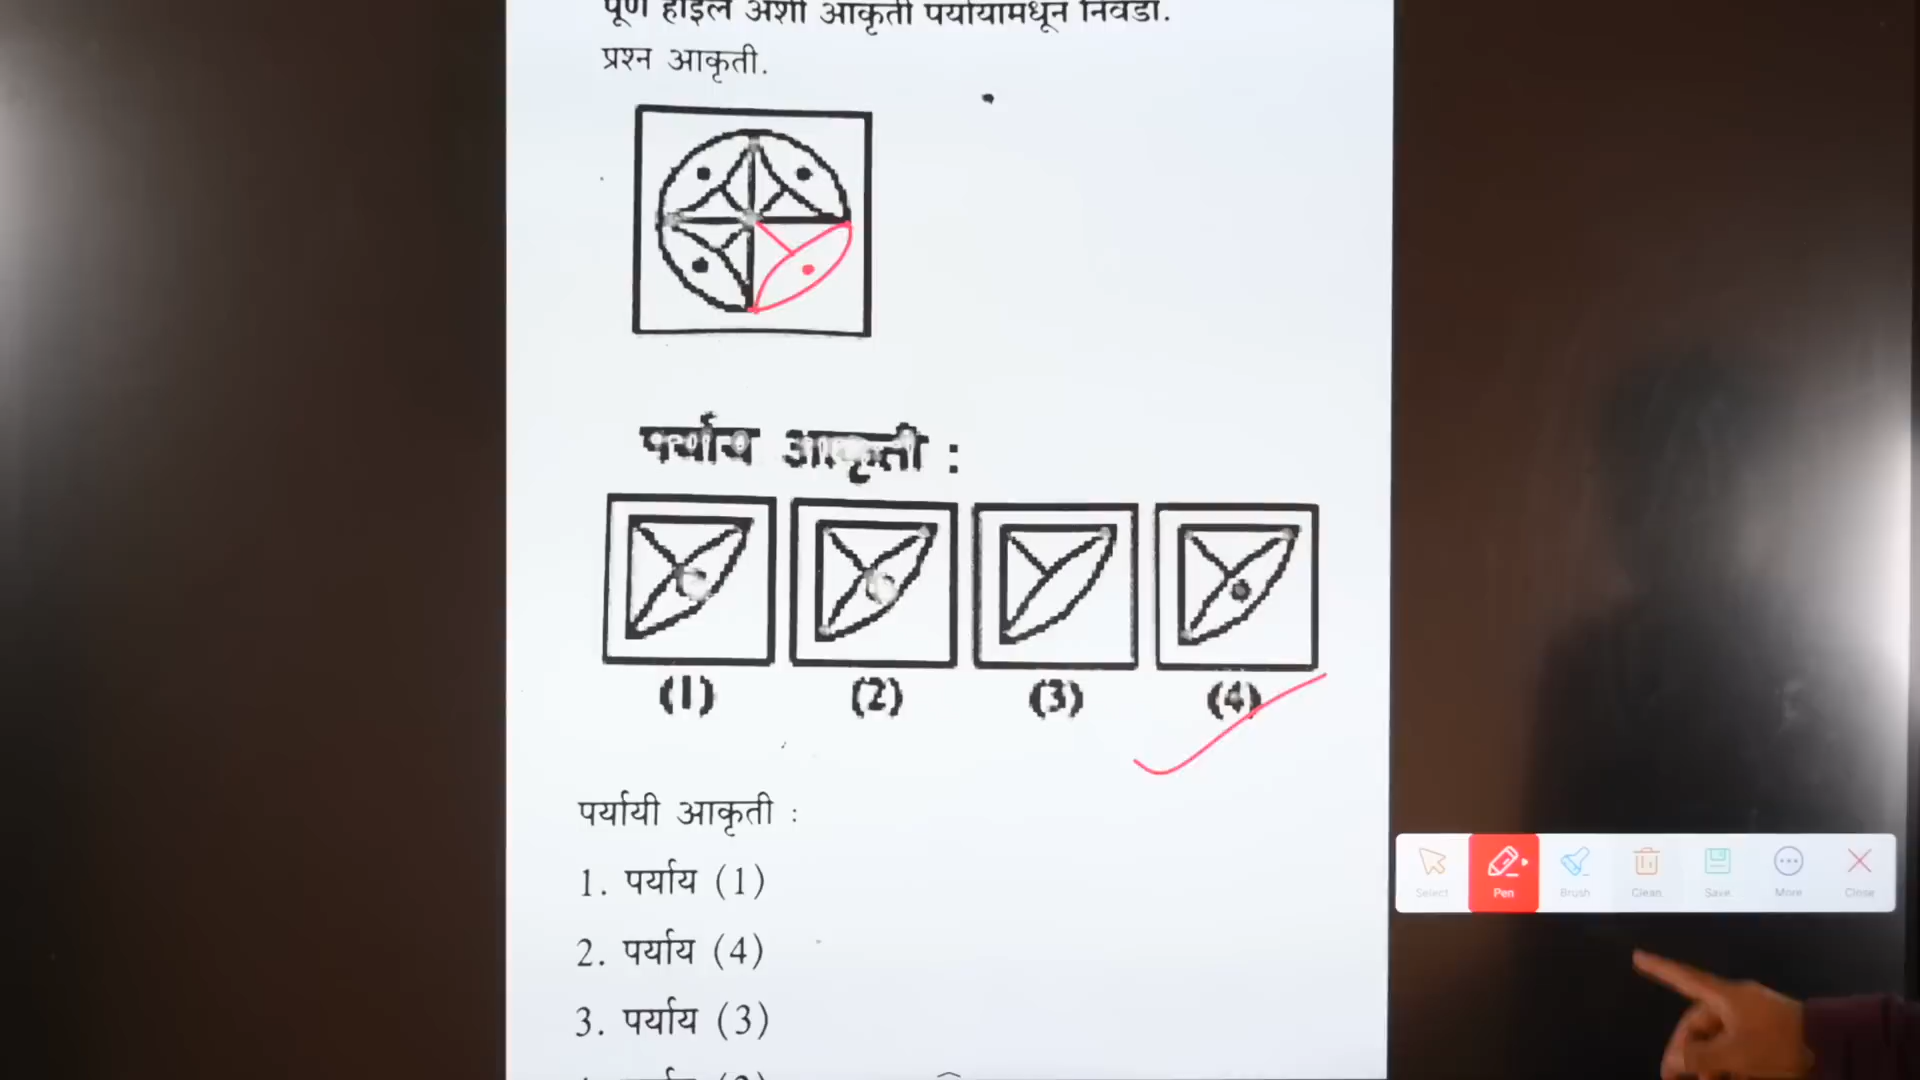 पूर्ण होईल अशी आकृती पर्यायामधून निवडा.
प्रश्न आकृती.
पर्याय आकृती :
(1) (2) (3) (4)
पर्यायी आकृती :
1. पर्याय (1)
2. पर्याय (4)
3. पर्याय (3)
Select Pen Brush Clean Save More Close